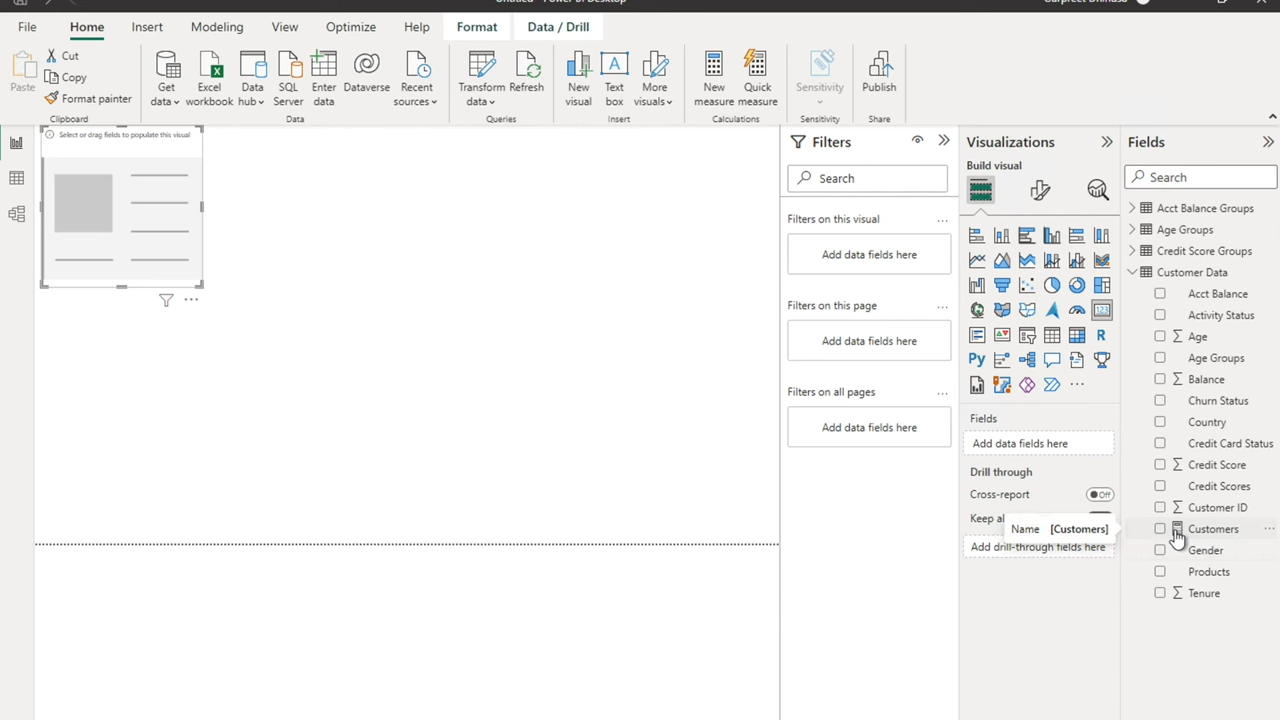 File Home Insert Modeling View Optimize Help Format Data / Drill
Paste
Cut
Copy
Format painter
Clipboard
Get data
Excel workbook
Data hub
SQL Server
Enter data
Dataverse
Recent sources
Data
Transform data
Refresh
Queries
New visual
Text box
More visuals
Insert
New measure
Quick measure
Calculations
Sensitivity
Sensitivity
Publish
Share
Select or drag fields to populate this visual
Filters
Search
Filters on this visual
Add data fields here
Filters on this page
Add data fields here
Filters on all pages
Add data fields here
Visualizations
Build visual
123
R
Py
Fields
Add data fields here
Drill through
Cross-report
Off
Keep al
Name [Customers]
Add drill-through fields here
Fields
Search
Acct Balance Groups
Age Groups
Credit Score Groups
Customer Data
Acct Balance
Activity Status
Σ Age
Age Groups
Σ Balance
Churn Status
Country
Credit Card Status
Σ Credit Score
Credit Scores
Σ Customer ID
Customers
Gender
Products
Σ Tenure